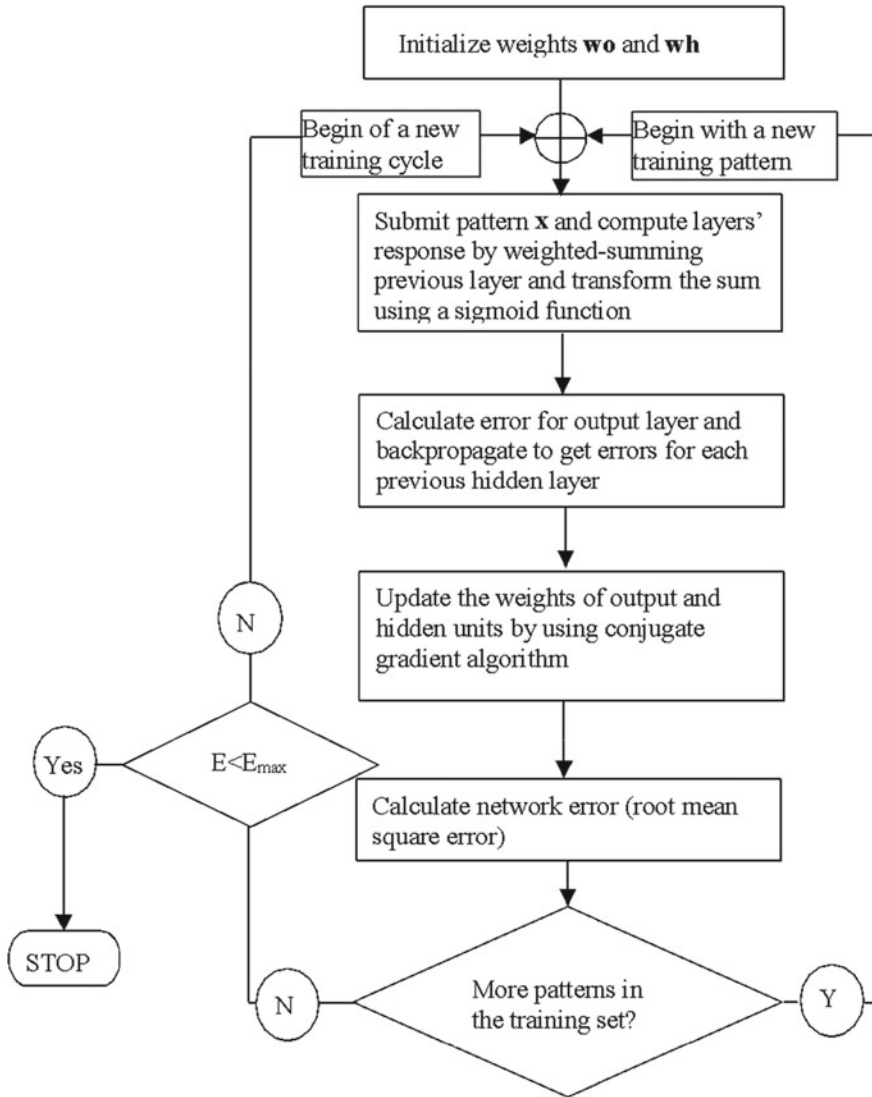 Initialize weights wo and wh
Begin of a new
training cycle
Begin with a new
training pattern
Submit pattern x and compute layers'
response by weighted-summing
previous layer and transform the sum
using a sigmoid function
Calculate error for output layer and
backpropagate to get errors for each
previous hidden layer
Update the weights of output and
hidden units by using conjugate
gradient algorithm
Calculate network error (root mean
square error)
More patterns in
the training set?
Y
N
E<Emax
N
Yes
STOP